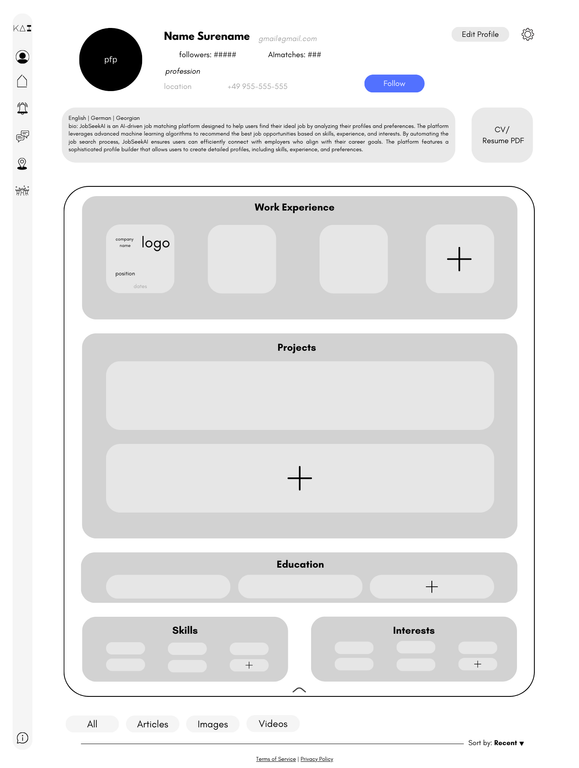 KAI
Name Surename
gmail@gmail.com
Edit Profile
pfp
followers: #####
AImatches: ###
profession
location
+49 955-555-555
Follow
English | German | Georgian
bio: JobSeekAI is an AI-driven job matching platform designed to help users find their ideal job by analyzing their profiles and preferences. The platform
leverages advanced machine learning algorithms to recommend the best job opportunities based on skills, experience, and interests. By automating the
job search process, JobSeekAI ensures users can efficiently connect with employers who align with their career goals. The platform features a
sophisticated profile builder that allows users to create detailed profiles, including skills, experience, and preferences.
CV/
Resume PDF
Work Experience
company
name
logo
position
dates
Projects
Education
Skills
Interests
All
Articles
Images
Videos
Sort by: Recent ▼
Terms of Service | Privacy Policy